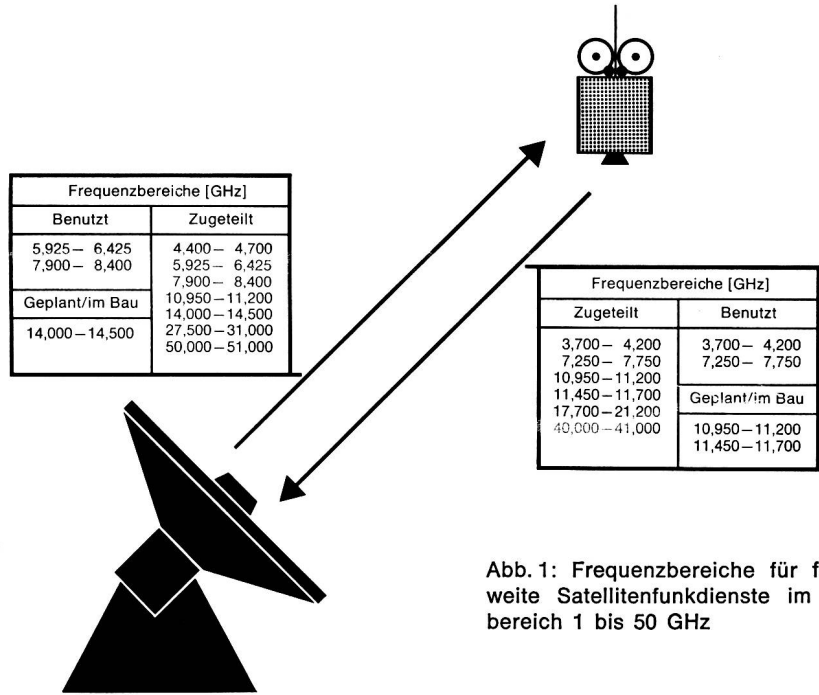 Frequenzbereiche [GHz]
Benutzt Zugeteilt
5,925— 6,425 4,400— 4,700
7,900— 8,400 5,925— 6,425
7,900— 8,400
Geplant/im Bau 10,950—11,200
14,000—14,500
14,000—14,500 27,500—31,000
50,000—51,000
Frequenzbereiche [GHz]
Zugeteilt Benutzt
3,700— 4,200 3,700— 4,200
7,250— 7,750 7,250— 7,750
10,950—11,200
11,450—11,700 Geplant/im Bau
17,700—21,200
40,000—41,000 10,950—11,200
11,450—11,700
Abb. 1: Frequenzbereiche für
weite Satellitenfunkdienste im
bereich 1 bis 50 GHz